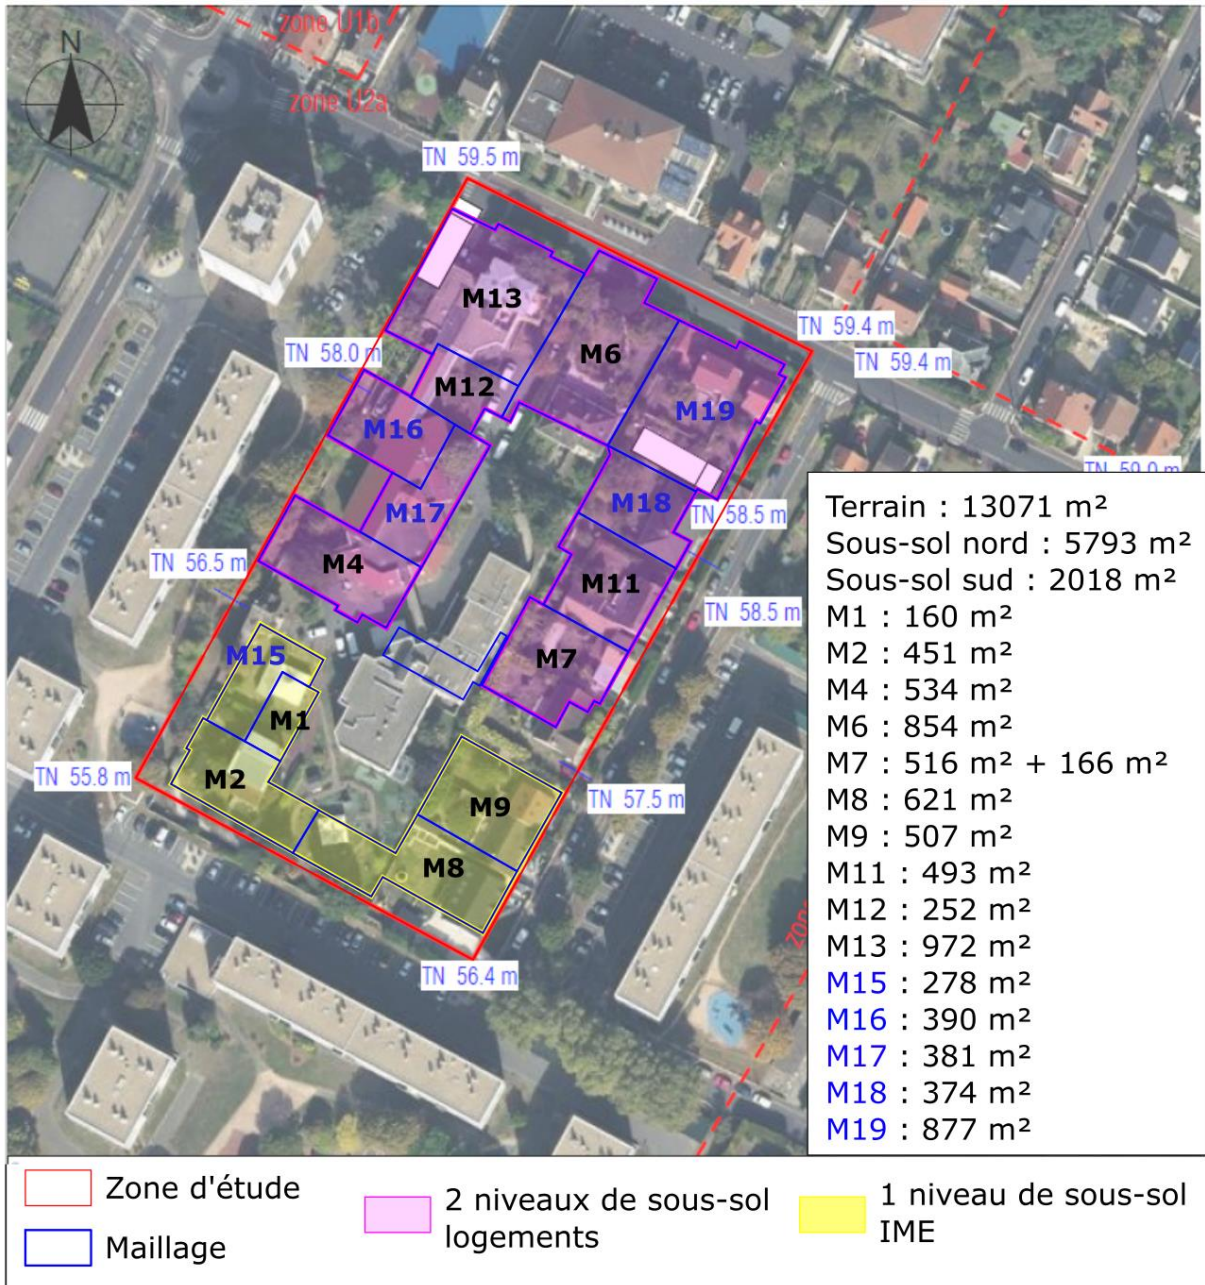 zone U1b
N
zone U2a
TN 59.5 m
TN 59.4 m
TN 59.4 m
TN 58.0 m
M13
M6
M12
M19
M16
TN 59.0 m
M18
M17
TN 58.5 m
TN 56.5 m
M4
M11
TN 58.5 m
M15
M7
M1
TN 55.8 m
M2
M9
TN 57.5 m
M8
TN 56.4 m
Terrain : 13071 m²
Sous-sol nord : 5793 m²
Sous-sol sud : 2018 m²
M1 : 160 m²
M2 : 451 m²
M4 : 534 m²
M6 : 854 m²
M7 : 516 m² + 166 m²
M8 : 621 m²
M9 : 507 m²
M11 : 493 m²
M12 : 252 m²
M13 : 972 m²
M15 : 278 m²
M16 : 390 m²
M17 : 381 m²
M18 : 374 m²
M19 : 877 m²
Zone d'étude
Maillage
2 niveaux de sous-sol
logements
1 niveau de sous-sol
IME